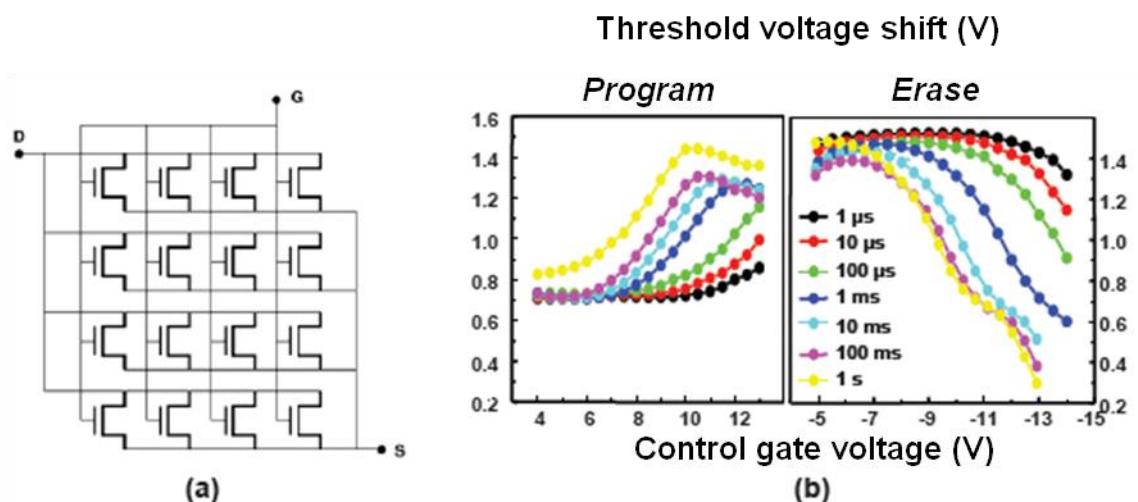 Threshold voltage shift (V)
Program Erase
G
D
S
(a)
1.6
1.4
1.2
1.0
0.8
0.6
0.4
0.2
4 6 8 10 12
1 µs
10 µs
100 µs
1 ms
10 ms
100 ms
1 s
1.4
1.2
1.0
0.8
0.6
0.4
0.2
-5 -7 -9 -11 -13 -15
Control gate voltage (V)
(b)